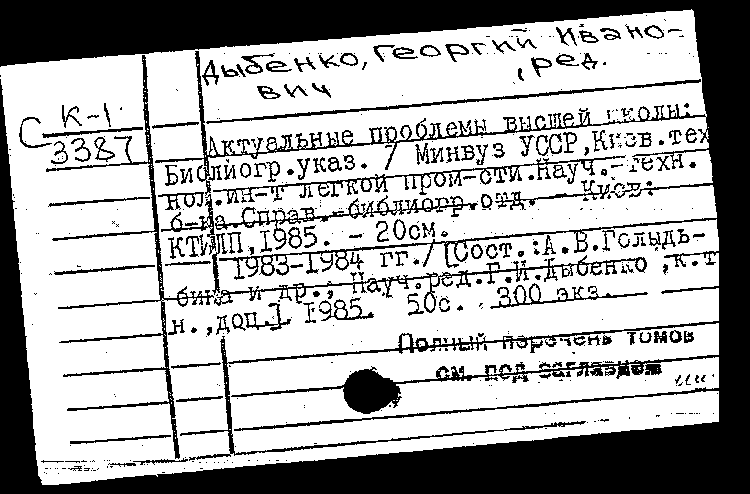 Дыбенко, Георгий Ивано-
вич, ред.
С К-1
3387
Актуальные проблемы высшей школы:
Библиогр.указ. / Минвуз УССР,Киев.тех
нол.ин-т легкой пром-сти.Науч.-техн.
б-ка.Справ.-библиогр.отд. - Киев:
КТИЛП,1985. - 20см.
1983-1984 гг./[Сост.:А.В.Голыдь-
бина и др.; Науч.ред.Г.И.Дыбенко ,к.т
н.,доц.]. 1985. 50с. 300 экз.
Полный перечень томов
см. под заглавием